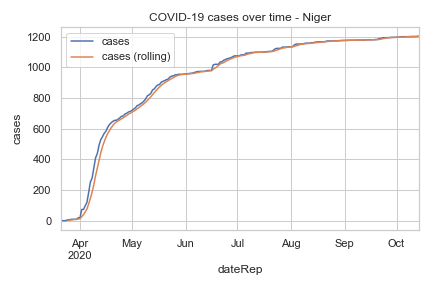 COVID-19 cases over time - Niger
cases
cases (rolling)
1200
1000
800
600
400
200
0
cases
Apr
2020
May
Jun
Jul
Aug
Sep
Oct
dateRep